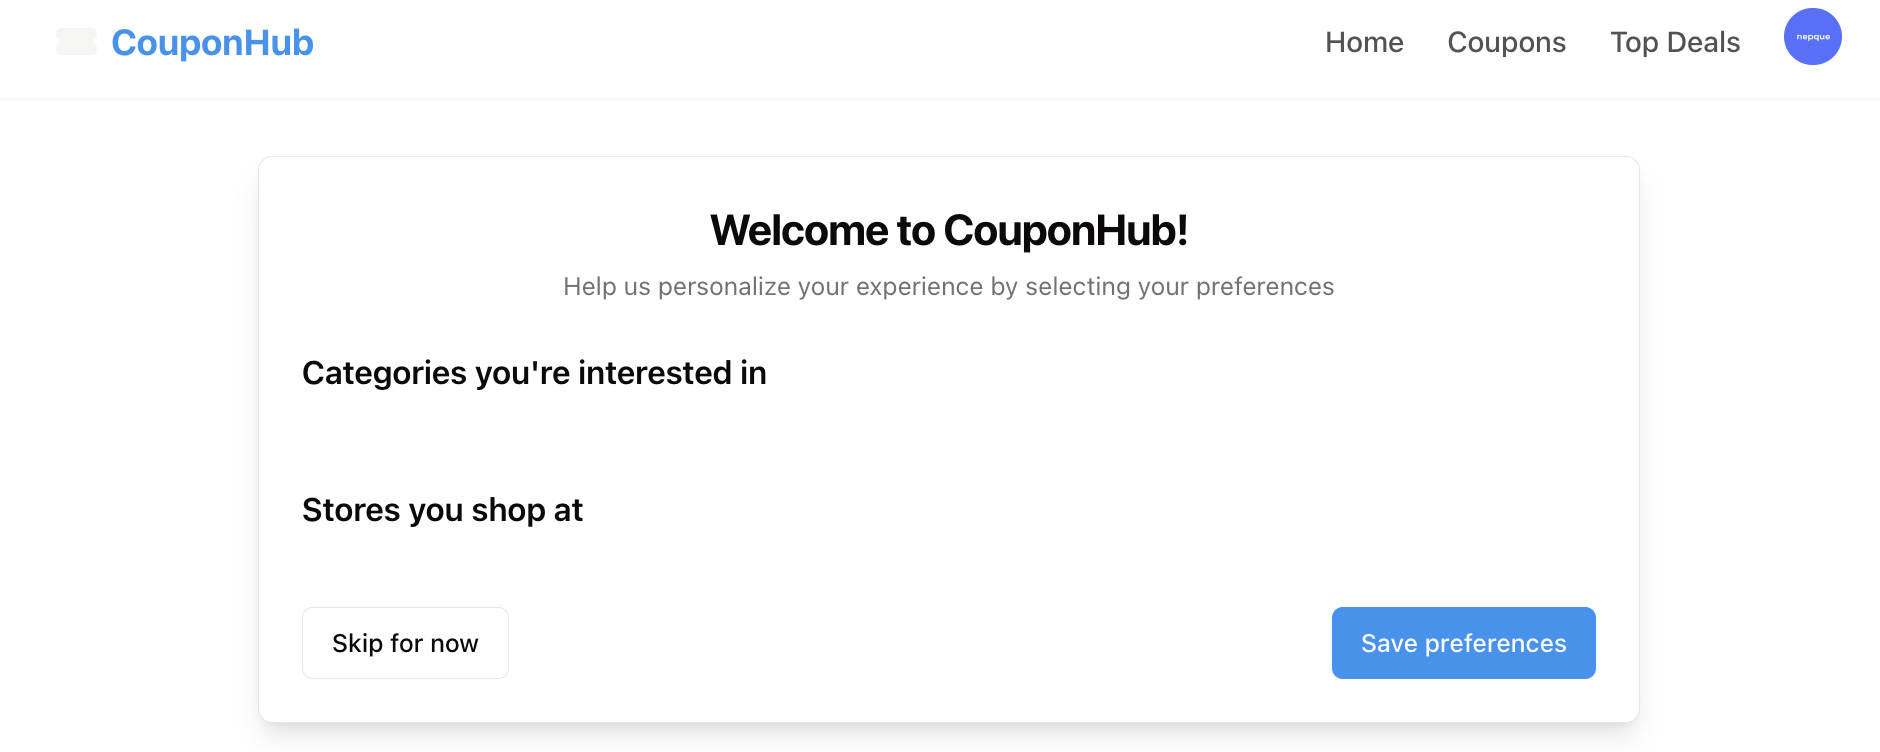 CouponHub
Home
Coupons
Top Deals
nepque
Welcome to CouponHub!
Help us personalize your experience by selecting your preferences
Categories you're interested in
Stores you shop at
Skip for now
Save preferences